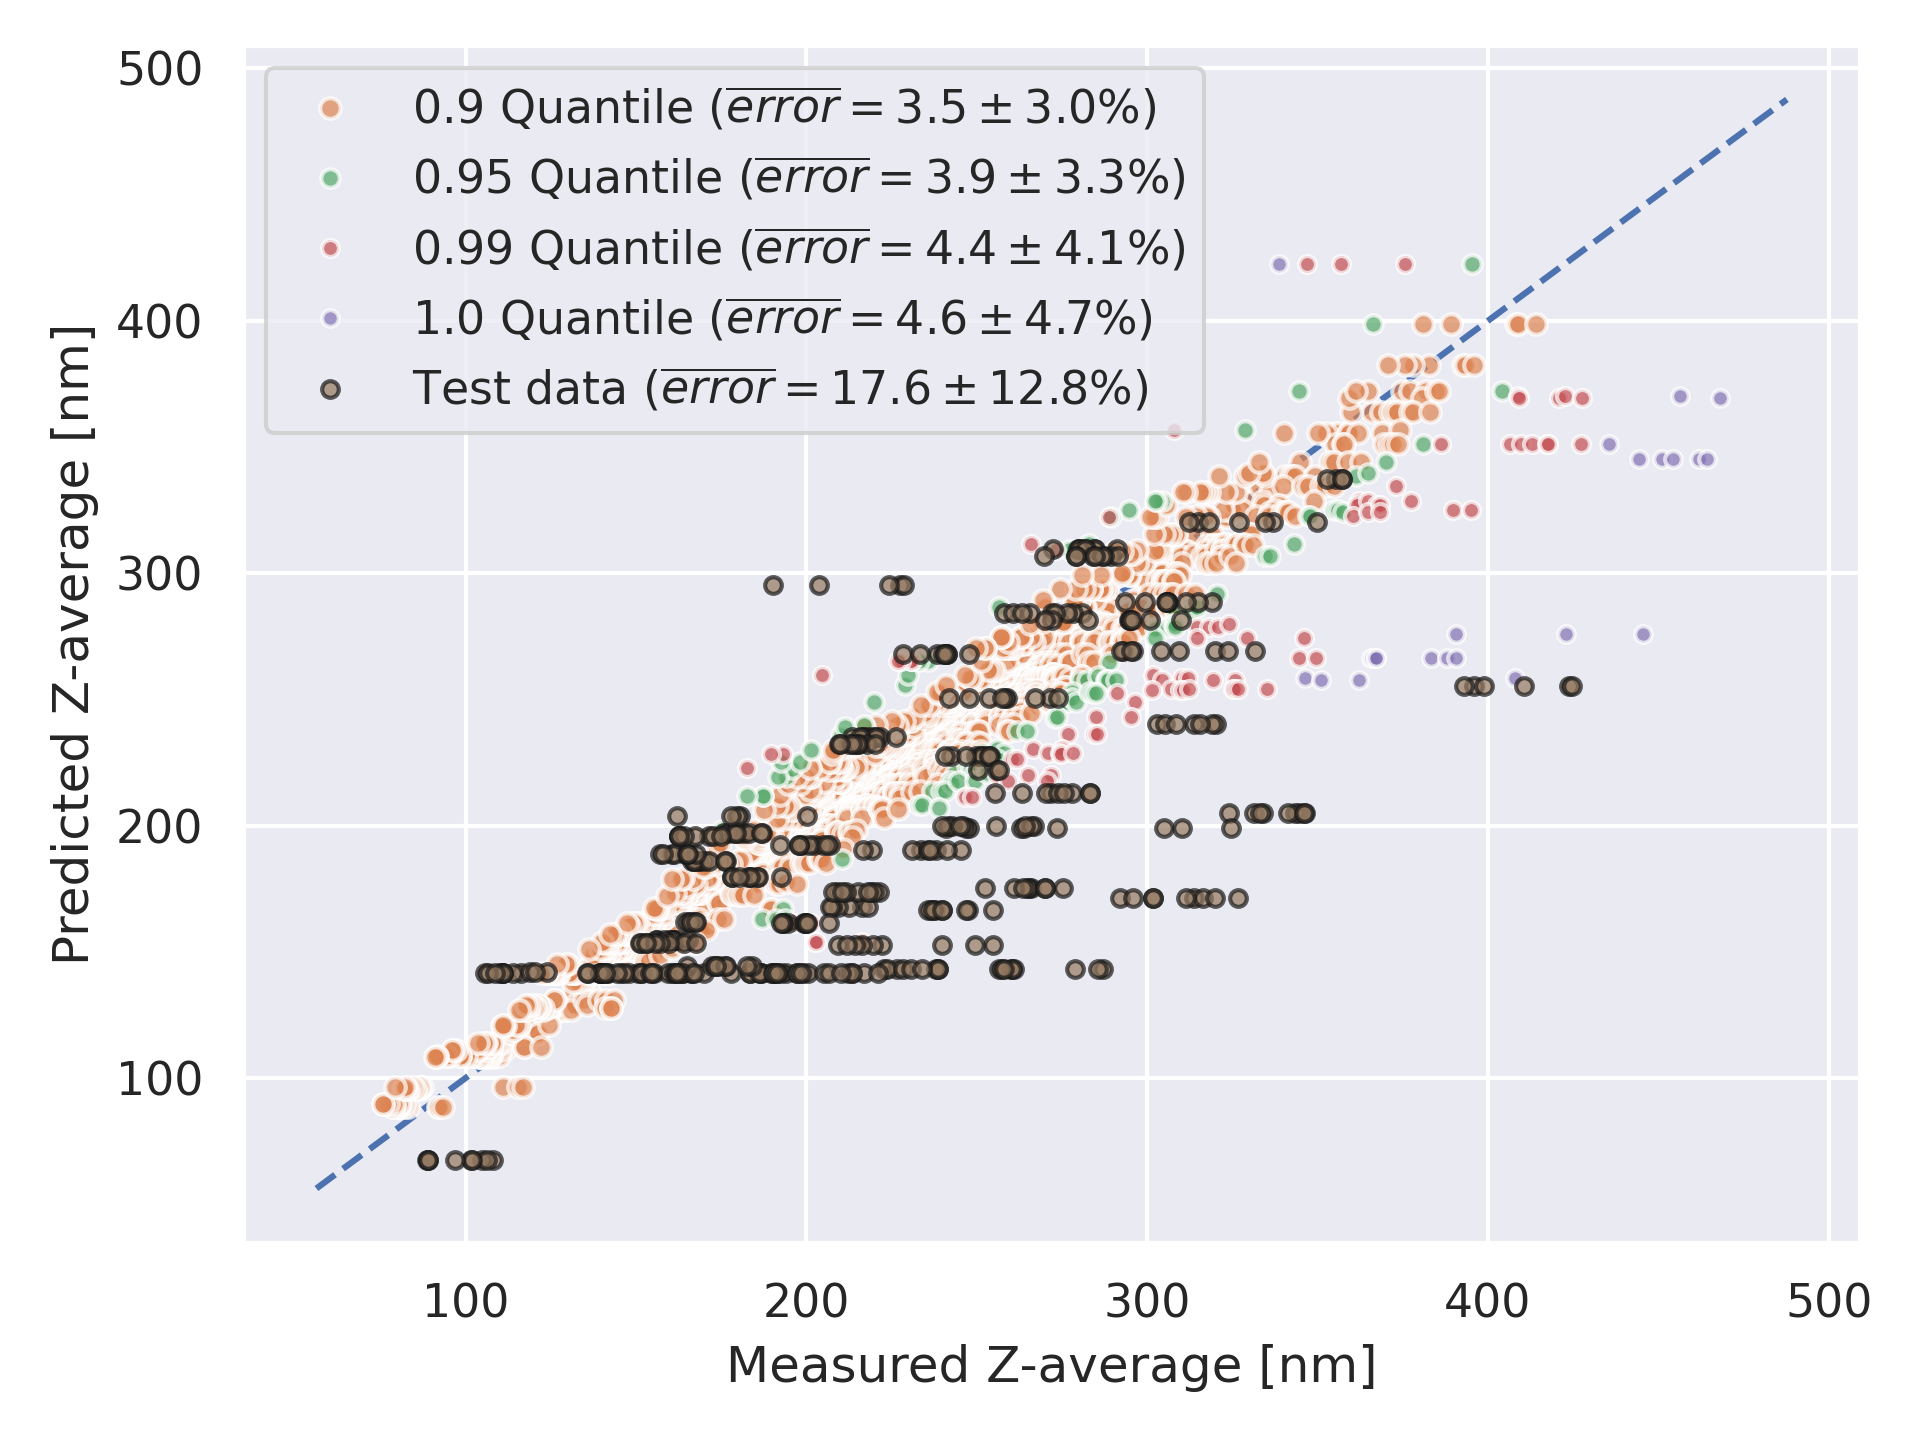 500
400
300
200
100
Predicted Z-average [nm]
0.9 Quantile (error = 3.5 ± 3.0%)
0.95 Quantile (error = 3.9 ± 3.3%)
0.99 Quantile (error = 4.4 ± 4.1%)
1.0 Quantile (error = 4.6 ± 4.7%)
Test data (error = 17.6 ± 12.8%)
100 200 300 400 500
Measured Z-average [nm]